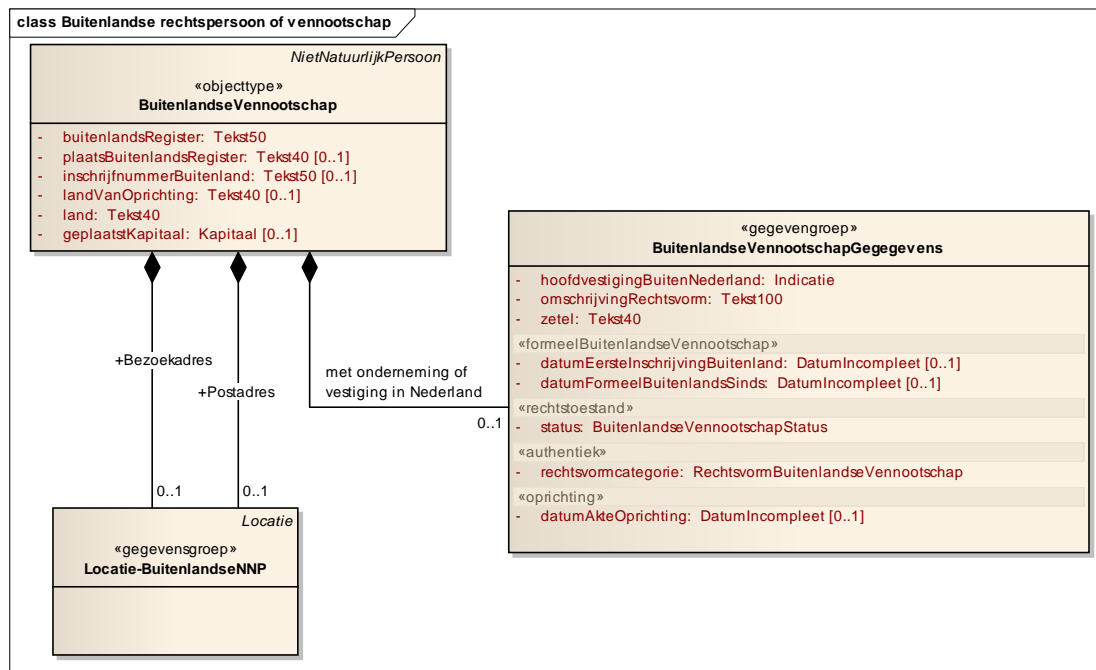 class Buitenlandse rechtspersoon of vennootschap
NietNatuurlijkPersoon
«objecttype»
BuitenlandseVennootschap
- buitenlandsRegister: Tekst50
- plaatsBuitenlandsRegister: Tekst40 [0..1]
- inschrijfnummerBuitenland: Tekst50 [0..1]
- landVanOprichting: Tekst40 [0..1]
- land: Tekst40
- geplaatstKapitaal: Kapitaal [0..1]
«gegevengroep»
BuitenlandseVennootschapGegegevens
- hoofdvestigingBuitenNederland: Indicatie
- omschrijvingRechtsvorm: Tekst100
- zetel: Tekst40
«formeelBuitenlandseVennootschap»
- datumEersteInschrijvingBuitenland: DatumIncompleet [0..1]
- datumFormeelBuitenlandsSinds: DatumIncompleet [0..1]
«rechtstoestand»
- status: BuitenlandseVennootschapStatus
«authentiek»
- rechtsvormcategorie: RechtsvormBuitenlandseVennootschap
«oprichting»
- datumAkteOprichting: DatumIncompleet [0..1]
+Bezoekadres
+Postadres
met onderneming of
vestiging in Nederland
0..1
0..1
0..1
Locatie
«gegevensgroep»
Locatie-BuitenlandseNNP